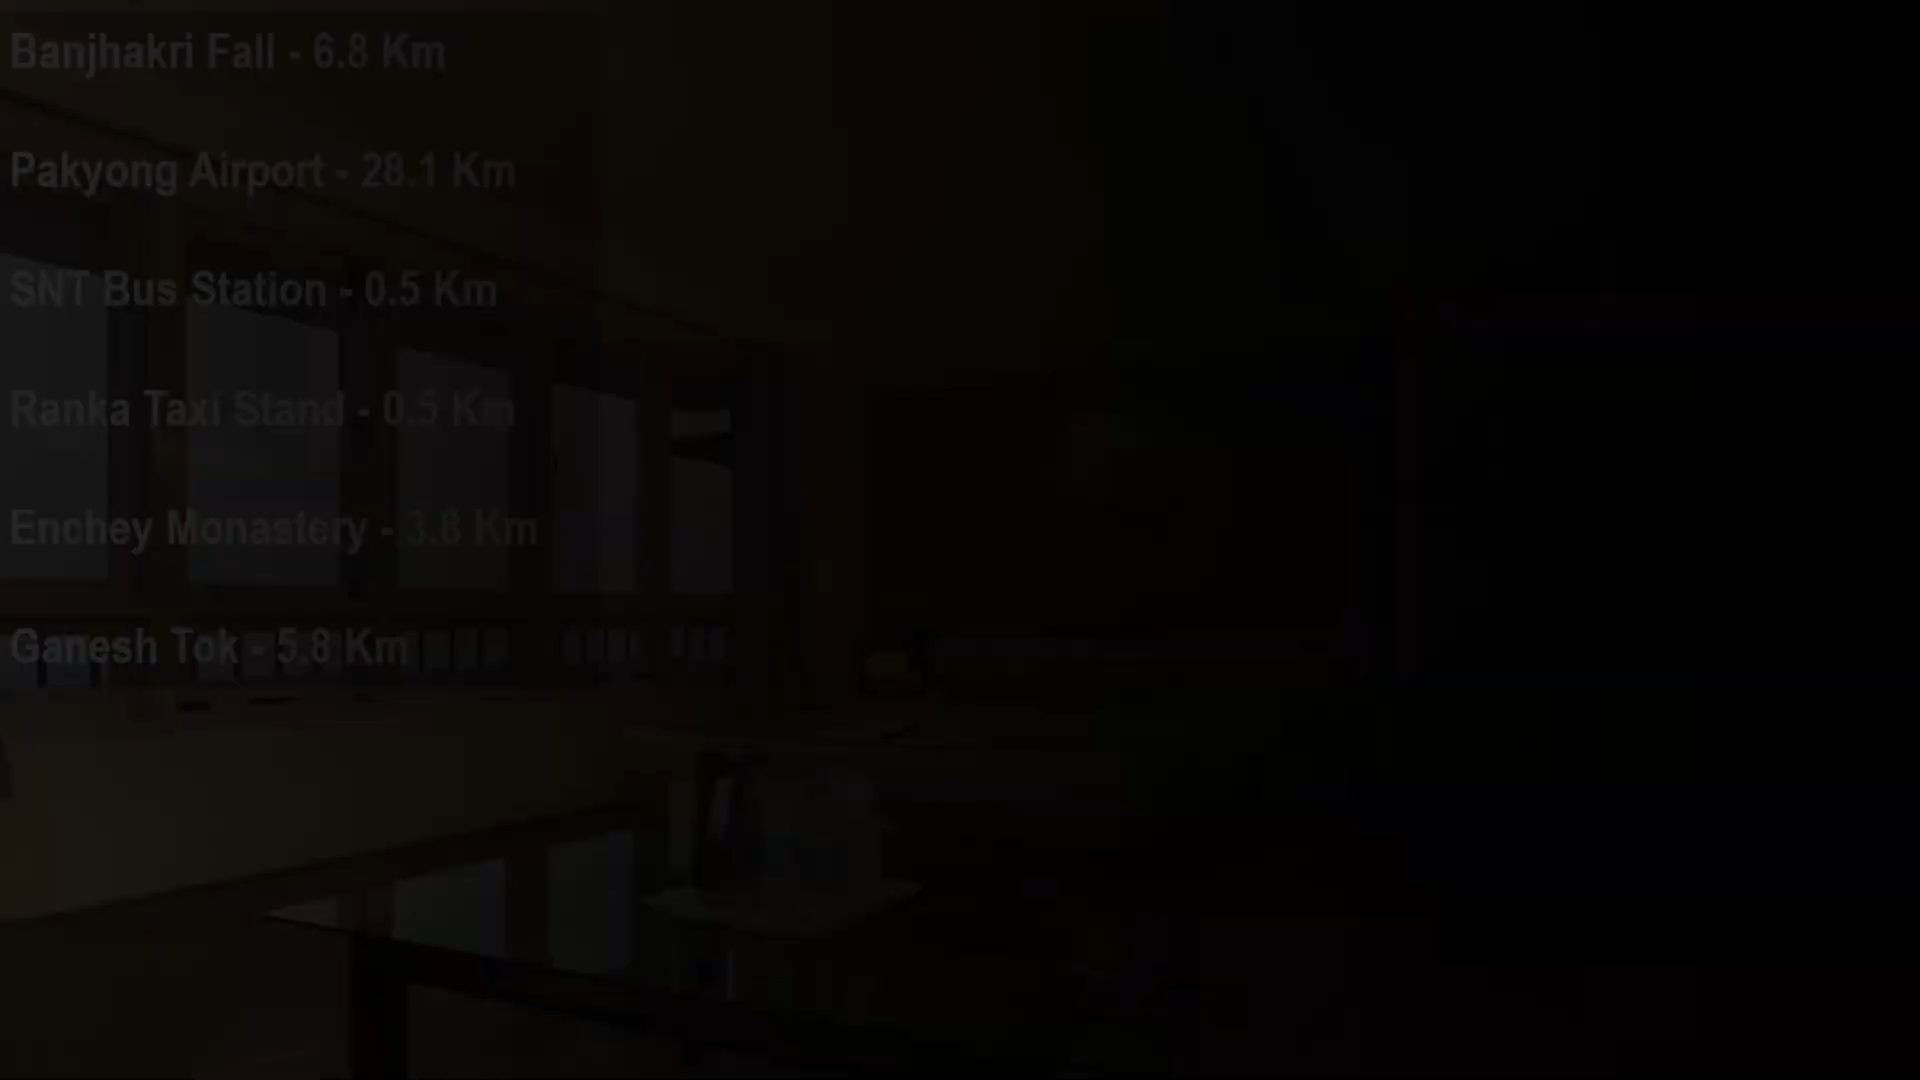 Banjhakri Fall - 6.8 Km
Pakyong Airport - 28.1 Km
SNT Bus Station - 0.5 Km
Ranka Taxi Stand - 0.5 Km
Enchey Monastery - 3.8 Km
Ganesh Tok - 5.8 Km